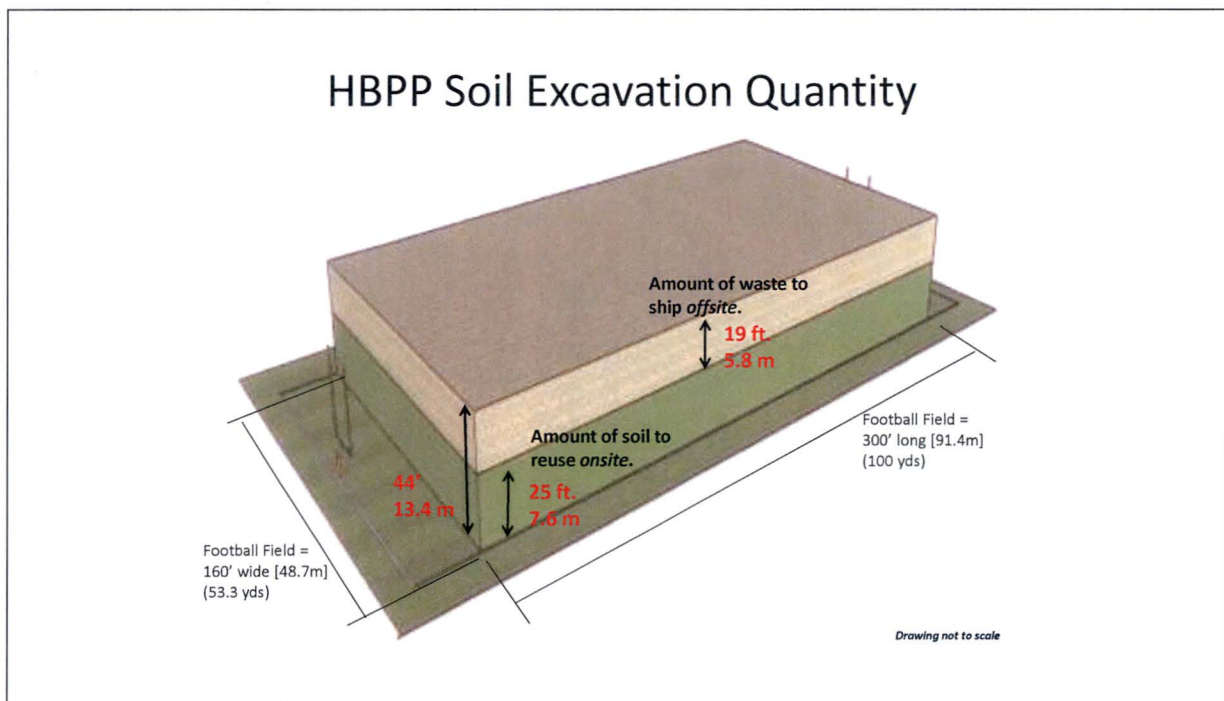 HBPP Soil Excavation Quantity
Amount of waste to
ship offsite.
19 ft.
5.8 m
Football Field =
300' long [91.4m]
(100 yds)
Amount of soil to
reuse onsite.
44'
13.4 m
25 ft.
7.6 m
Football Field =
160' wide [48.7m]
(53.3 yds)
Drawing not to scale